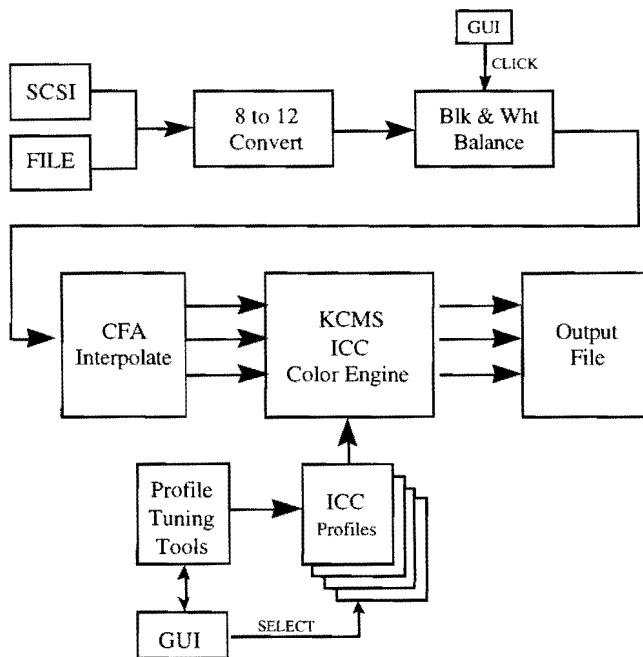 GUI
CLICK
SCSI
FILE
8 to 12
Convert
Blk & Wht
Balance
CFA
Interpolate
KCMS
ICC
Color Engine
Output
File
Profile
Tuning
Tools
ICC
Profiles
GUI
SELECT